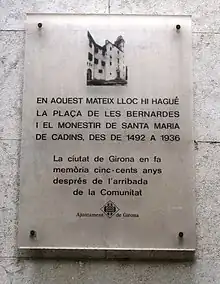 EN AQUEST MATEIX LLOC HI HAGUÉ
LA PLAÇA DE LES BERNARDES
I EL MONESTIR DE SANTA MARIA
DE CADINS, DES DE 1492 A 1936
La ciutat de Girona en fa
memòria cinc-cents anys
després de l'arribada
de la Comunitat
Ajuntament de Girona